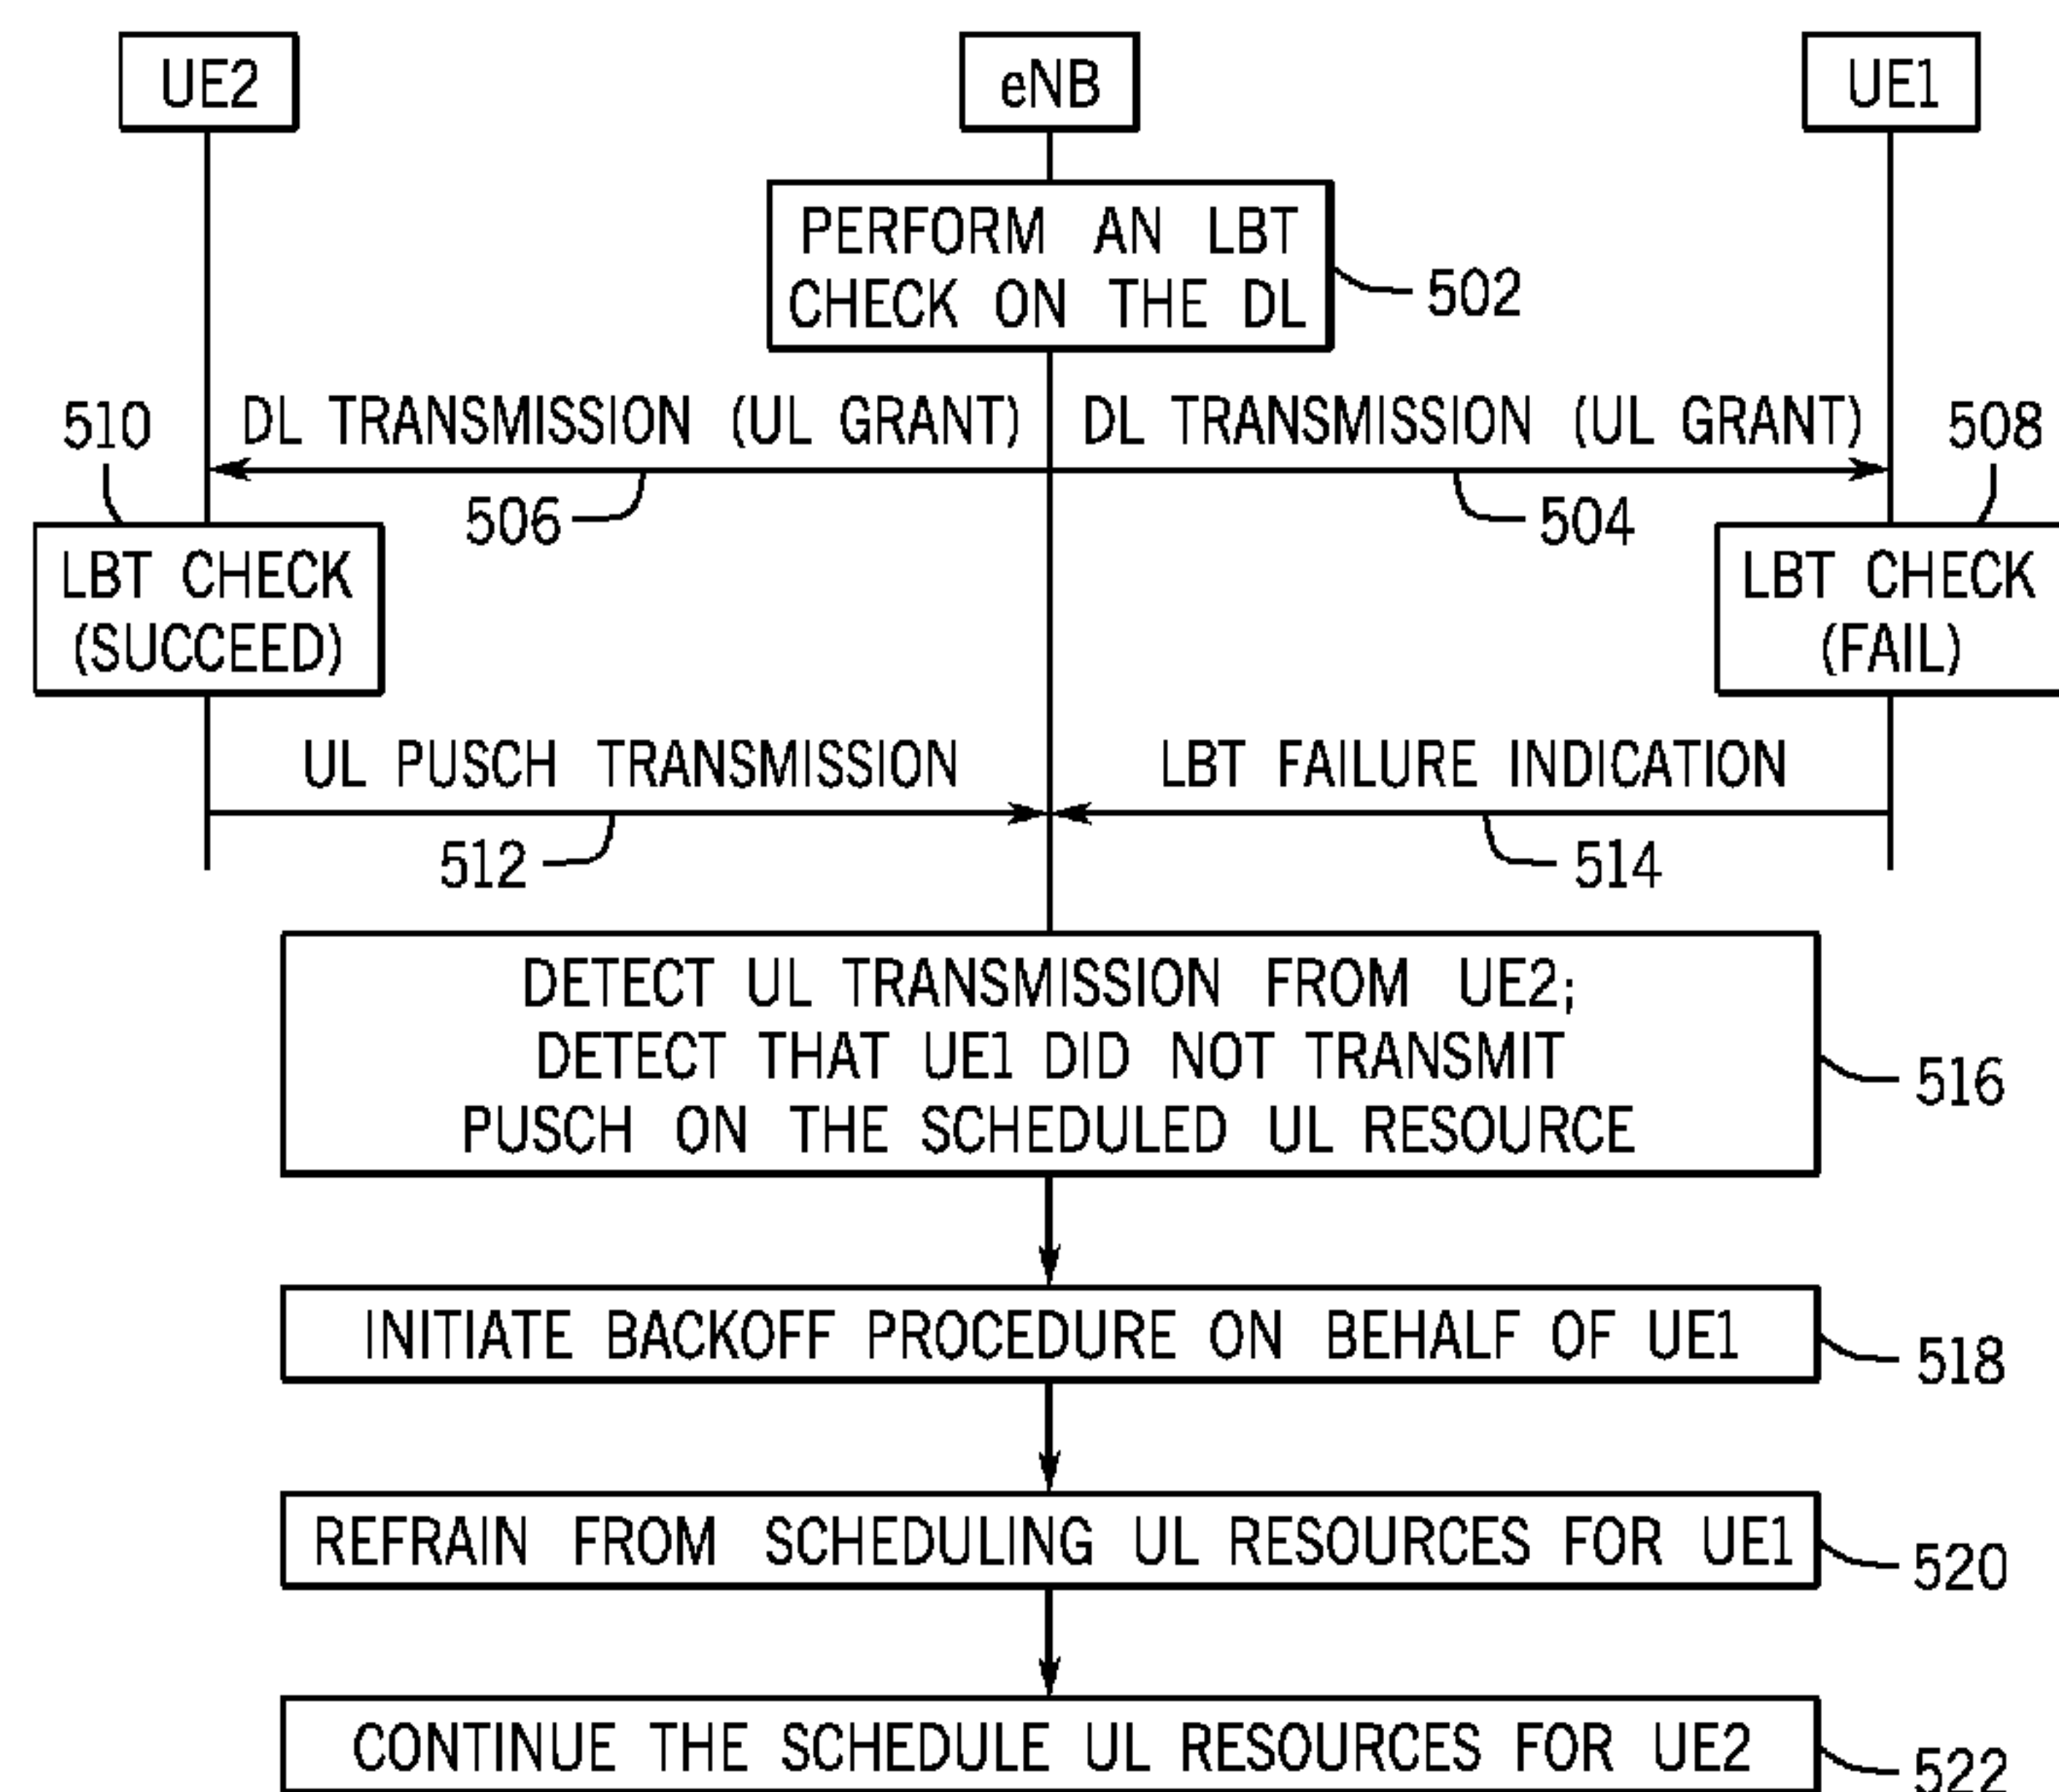 UE2
eNB
UE1
PERFORM AN LBT
CHECK ON THE DL
502
510
DL TRANSMISSION (UL GRANT)
DL TRANSMISSION (UL GRANT)
508
506
504
LBT CHECK
(SUCCEED)
LBT CHECK
(FAIL)
UL PUSCH TRANSMISSION
LBT FAILURE INDICATION
512
514
DETECT UL TRANSMISSION FROM UE2;
DETECT THAT UE1 DID NOT TRANSMIT
PUSCH ON THE SCHEDULED UL RESOURCE
516
INITIATE BACKOFF PROCEDURE ON BEHALF OF UE1
518
REFRAIN FROM SCHEDULING UL RESOURCES FOR UE1
520
CONTINUE THE SCHEDULE UL RESOURCES FOR UE2
522